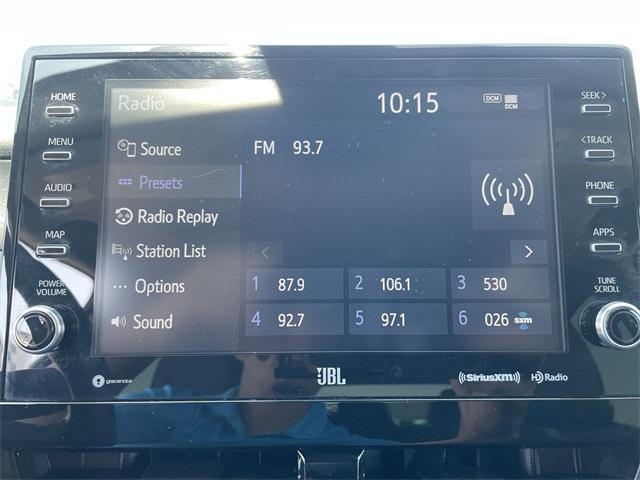 HOME
MENU
AUDIO
MAP
POWER
VOLUME
Radio
10:15
DCM
DCM
Source
Presets
Radio Replay
Station List
Options
Sound
FM 93.7
1 87.9
2 106.1
3 530
4 92.7
5 97.1
6 026 sxm
SEEK >
< TRACK
PHONE
APPS
TUNE
SCROLL
gracenote
JBL
((SiriusXM))
HD Radio